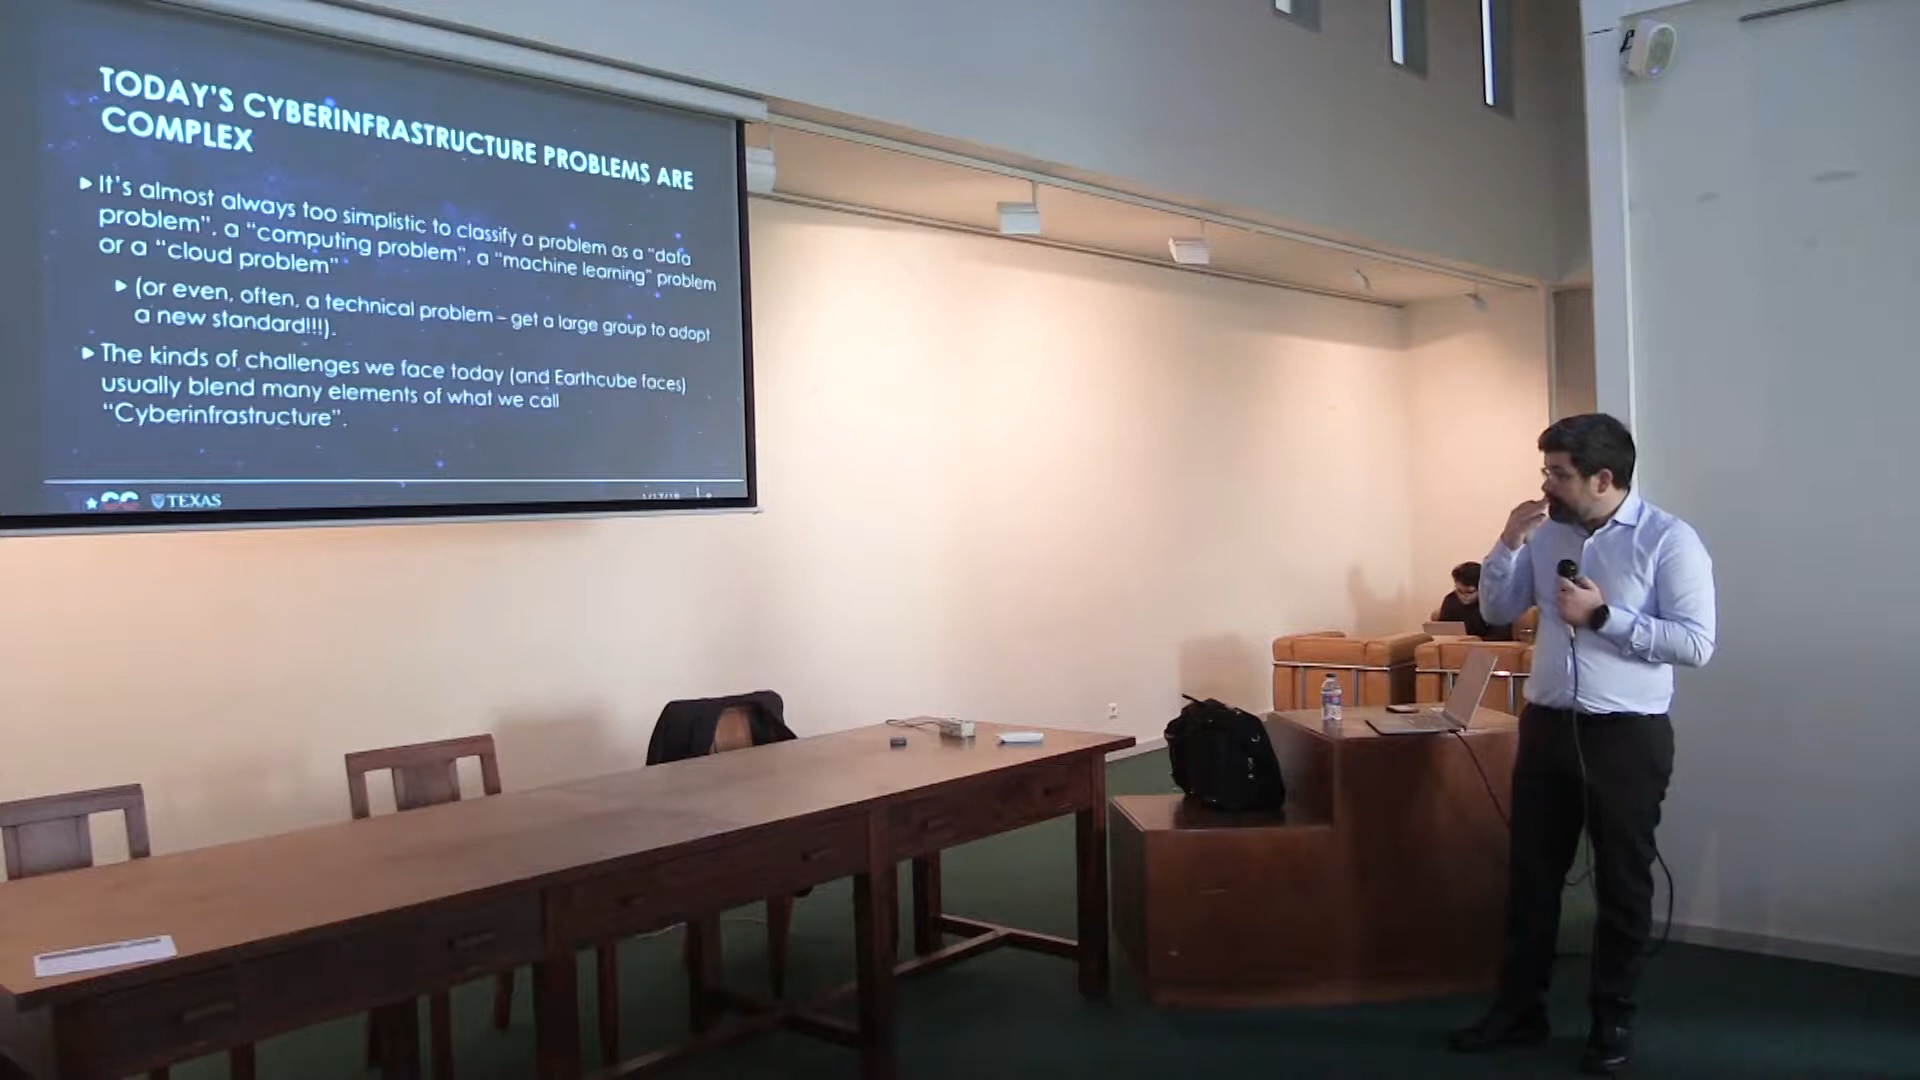 TODAY'S CYBERINFRASTRUCTURE PROBLEMS ARE
COMPLEX
It's almost always too simplistic to classify a problem as a "data
problem", a "computing problem", a "machine learning" problem
or a "cloud problem"
(or even, often, a technical problem – get a large group to adopt
a new standard!!!).
The kinds of challenges we face today (and Earthcube faces)
usually blend many elements of what we call
"Cyberinfrastructure".
TEXAS